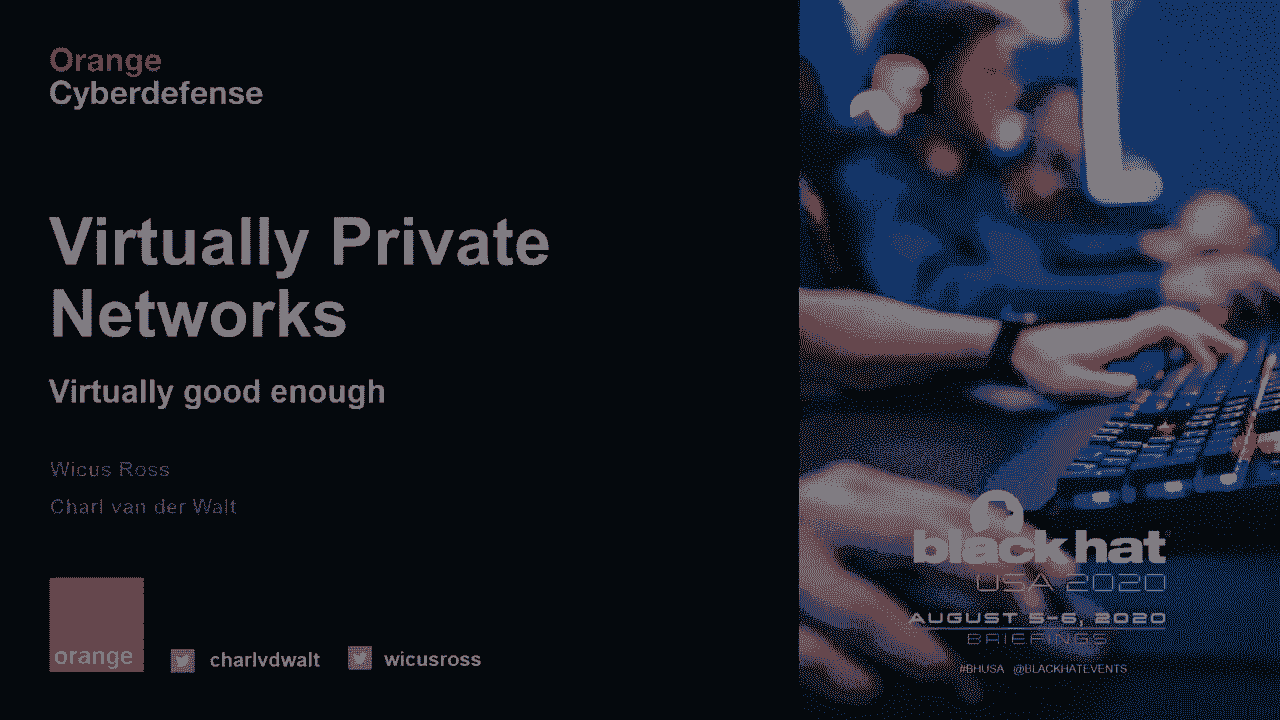 Orange
Cyberdefense
Virtually Private
Networks
Virtually good enough
Wicus Ross
Charl van der Walt
orange
charlvdwalt
wicusross
black hat
USA 2020
AUGUST 5-6, 2020
BRIEFINGS
#BHUSA @BLACKHATEVENTS